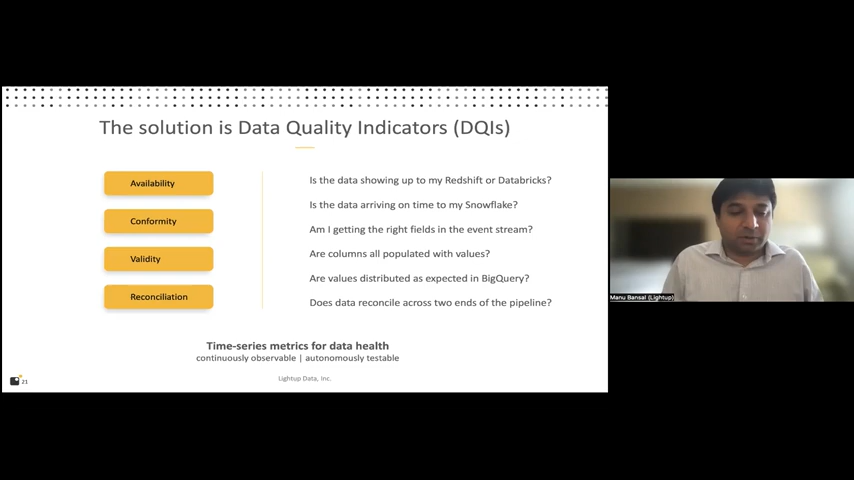 The solution is Data Quality Indicators (DQIs)
Availability
Conformity
Validity
Reconciliation
Is the data showing up to my Redshift or Databricks?
Is the data arriving on time to my Snowflake?
Am I getting the right fields in the event stream?
Are columns all populated with values?
Are values distributed as expected in BigQuery?
Does data reconcile across two ends of the pipeline?
Time-series metrics for data health
continuously observable | autonomously testable
21
Lightup Data, Inc.
Manu Bansal (Lightup)